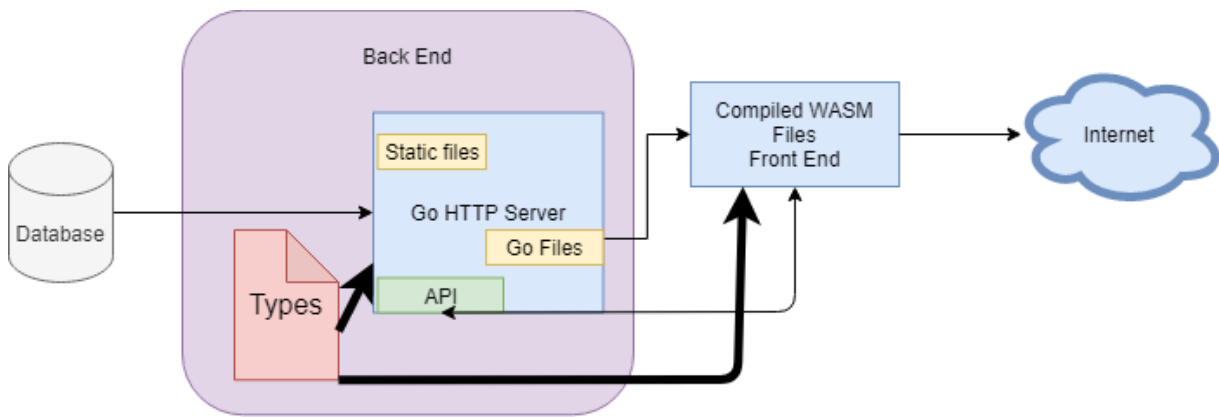 Back End
Compiled WASM
Files
Front End
Internet
Static files
Go HTTP Server
Database
Go Files
Types
API